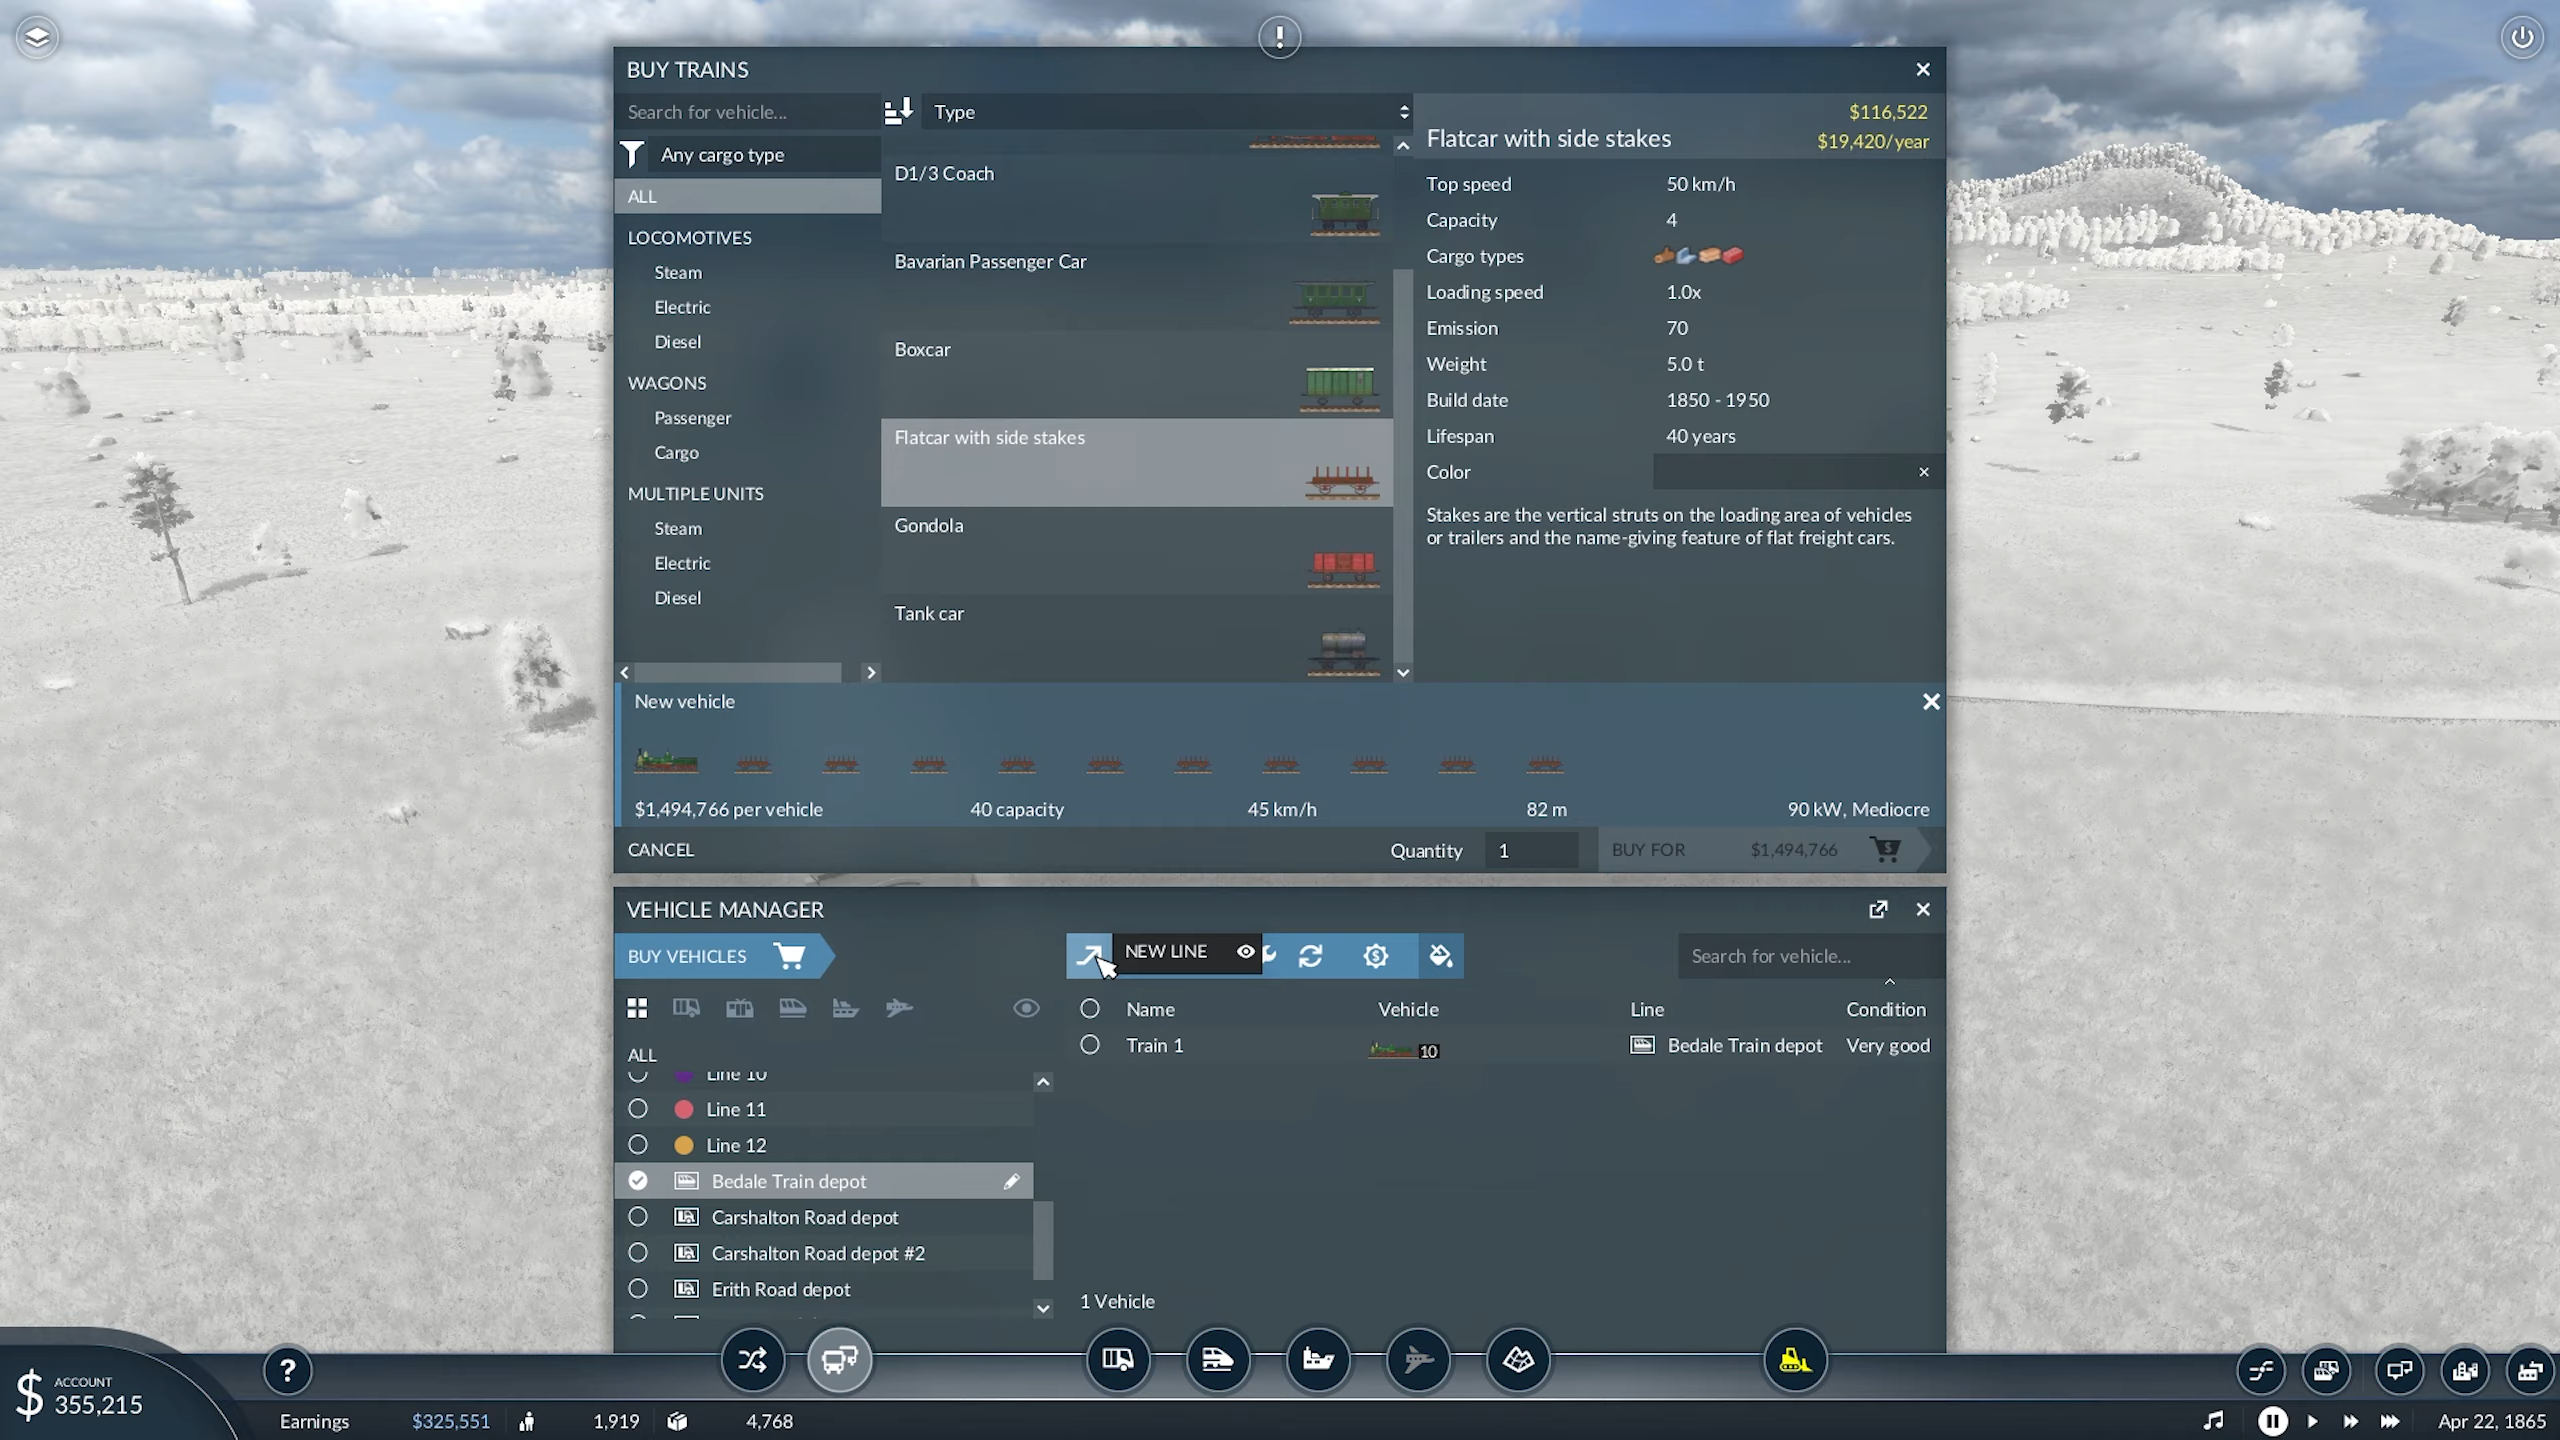 BUY TRAINS
Search for vehicle...
Type
Any cargo type
ALL
LOCOMOTIVES
Steam
Electric
Diesel
WAGONS
Passenger
Cargo
MULTIPLE UNITS
Steam
Electric
Diesel
D1/3 Coach
Bavarian Passenger Car
Boxcar
Flatcar with side stakes
Gondola
Tank car
$116,522
Flatcar with side stakes
$19,420/year
Top speed 50 km/h
Capacity 4
Cargo types
Loading speed 1.0x
Emission 70
Weight 5.0 t
Build date 1850 - 1950
Lifespan 40 years
Color
Stakes are the vertical struts on the loading area of vehicles
or trailers and the name-giving feature of flat freight cars.
New vehicle
$1,494,766 per vehicle 40 capacity 45 km/h 82 m 90 kW, Mediocre
CANCEL Quantity 1 BUY FOR $1,494,766
VEHICLE MANAGER
BUY VEHICLES
NEW LINE
Search for vehicle...
ALL
Line 10
Line 11
Line 12
Bedale Train depot
Carshalton Road depot
Carshalton Road depot #2
Erith Road depot
Name Vehicle Line Condition
Train 1 10 Bedale Train depot Very good
1 Vehicle
ACCOUNT
$ 355,215
?
Earnings $325,551 1,919 4,768
Apr 22, 1865